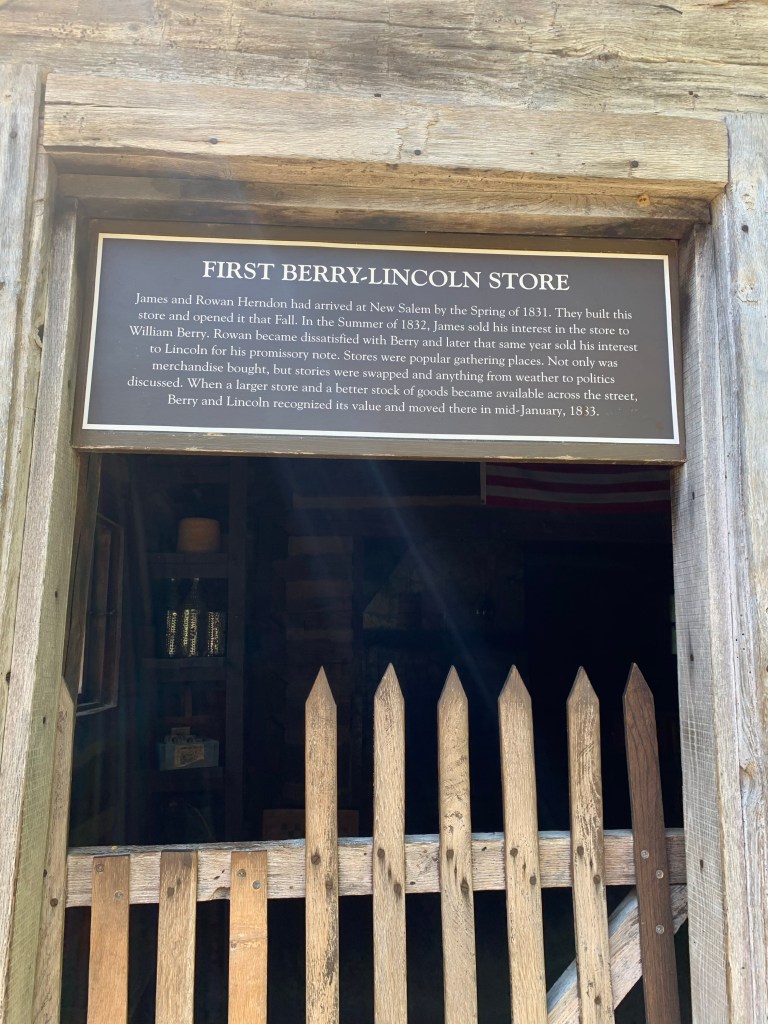 FIRST BERRY-LINCOLN STORE
James and Rowan Herndon had arrived at New Salem by the Spring of 1831. They built this
store and opened it that Fall. In the Summer of 1832, James sold his interest in the store to
William Berry. Rowan became dissatisfied with Berry and later that same year sold his interest
to Lincoln for his promissory note. Stores were popular gathering places. Not only was
merchandise bought, but stories were swapped and anything from weather to politics
discussed. When a larger store and a better stock of goods became available across the street,
Berry and Lincoln recognized its value and moved there in mid-January, 1833.